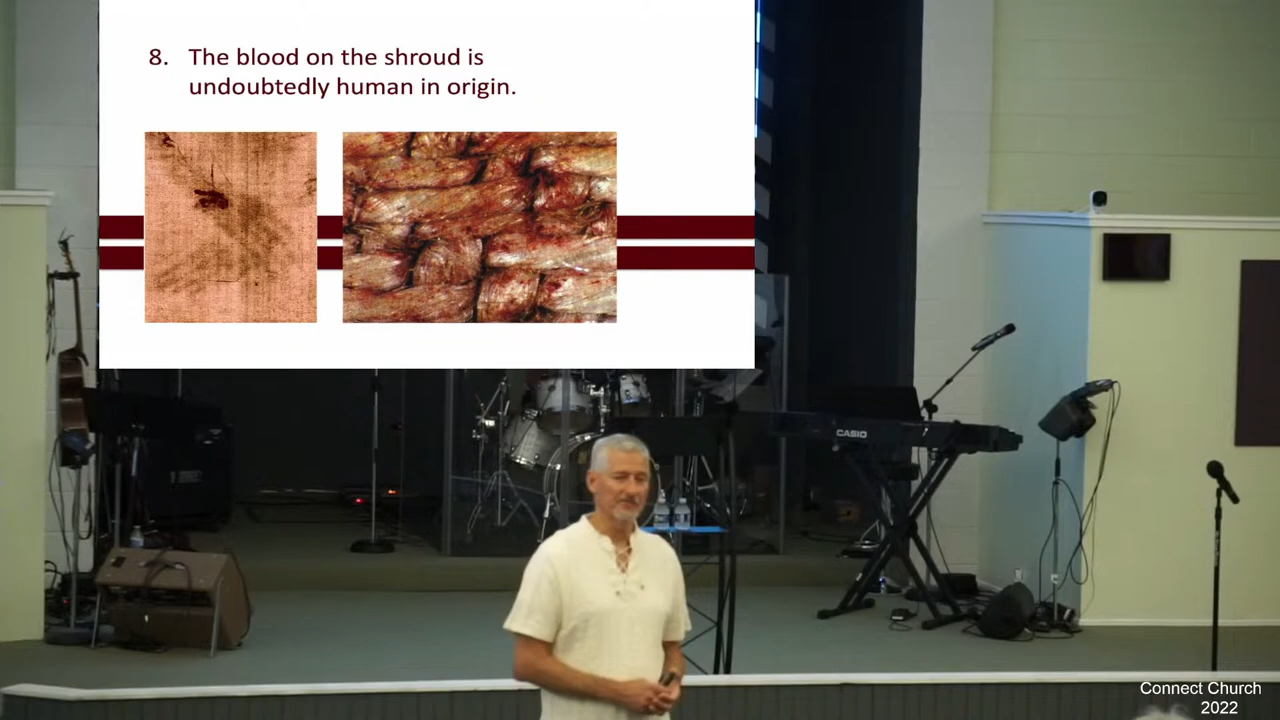 8. The blood on the shroud is
undoubtedly human in origin.
CASIO
Connect Church
2022